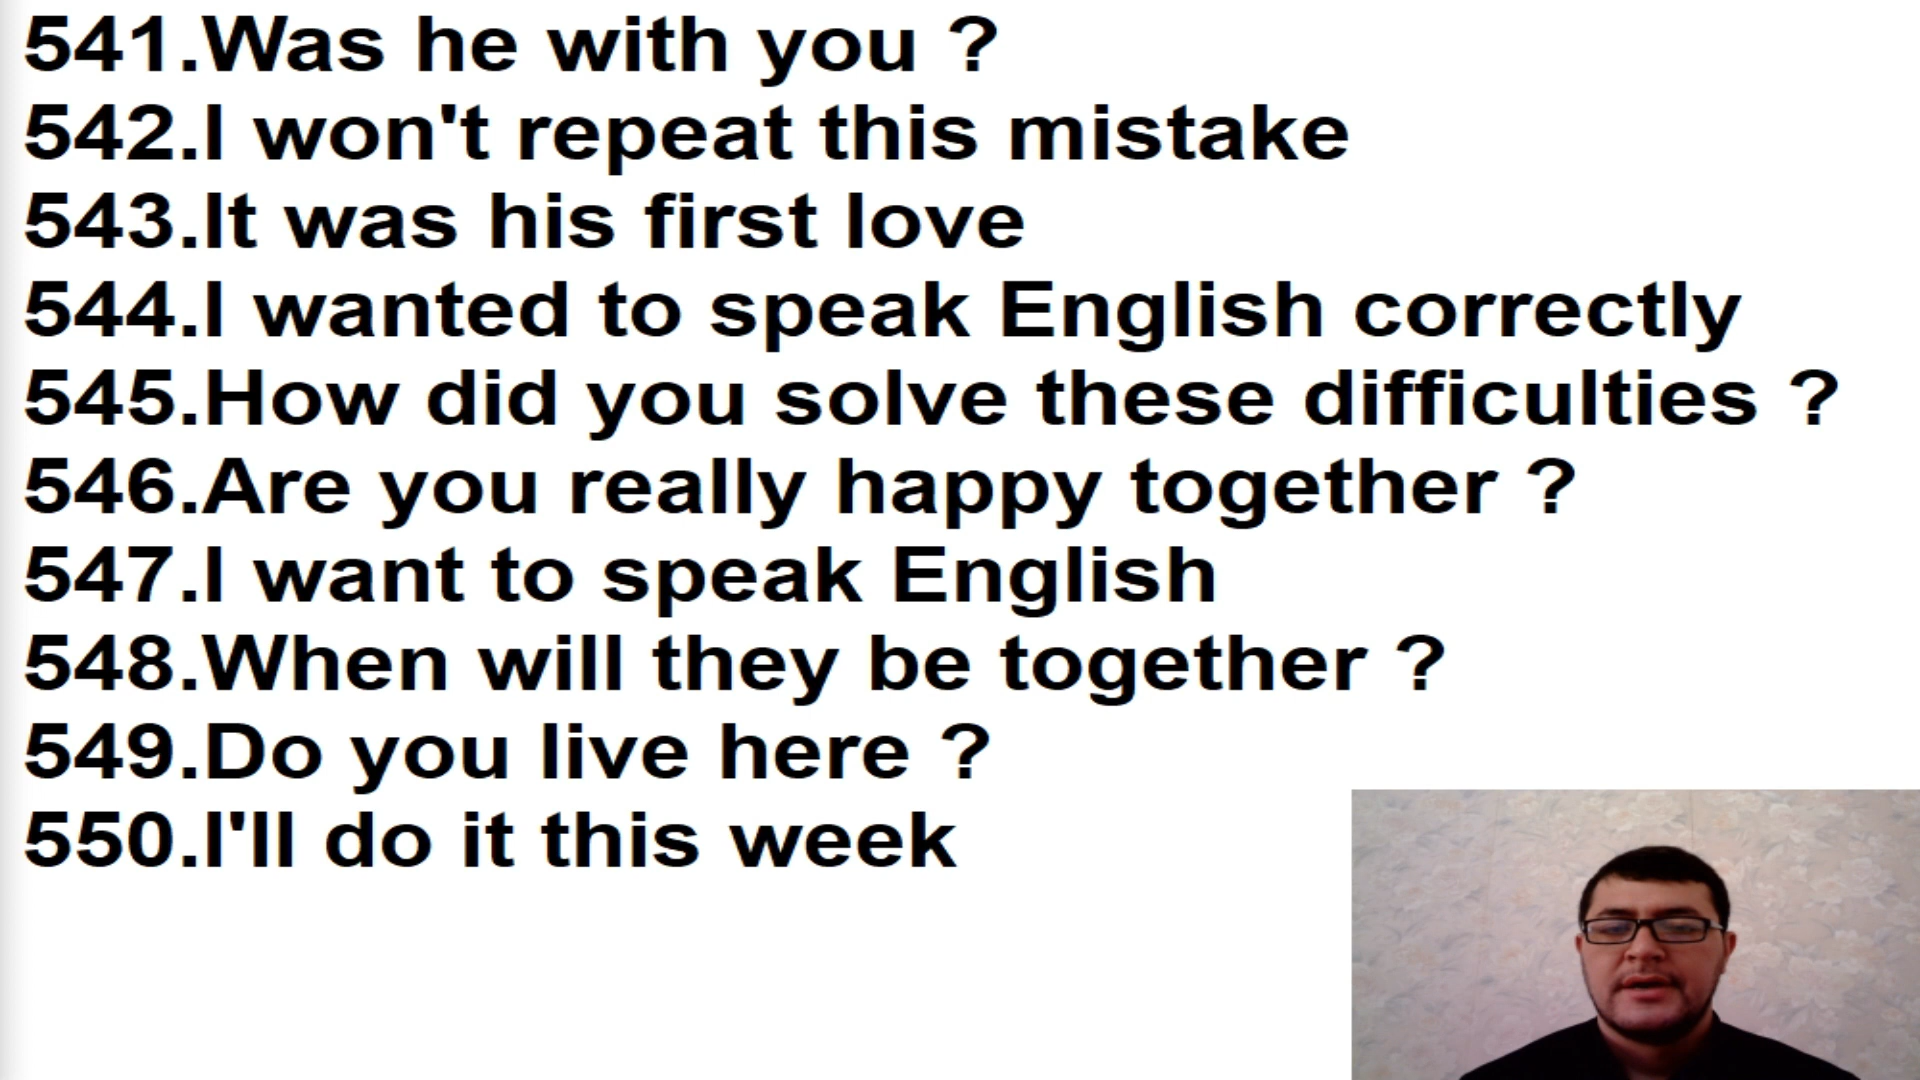 541.Was he with you ?
542.I won't repeat this mistake
543.It was his first love
544.I wanted to speak English correctly
545.How did you solve these difficulties ?
546.Are you really happy together ?
547.I want to speak English
548.When will they be together ?
549.Do you live here ?
550.I'll do it this week